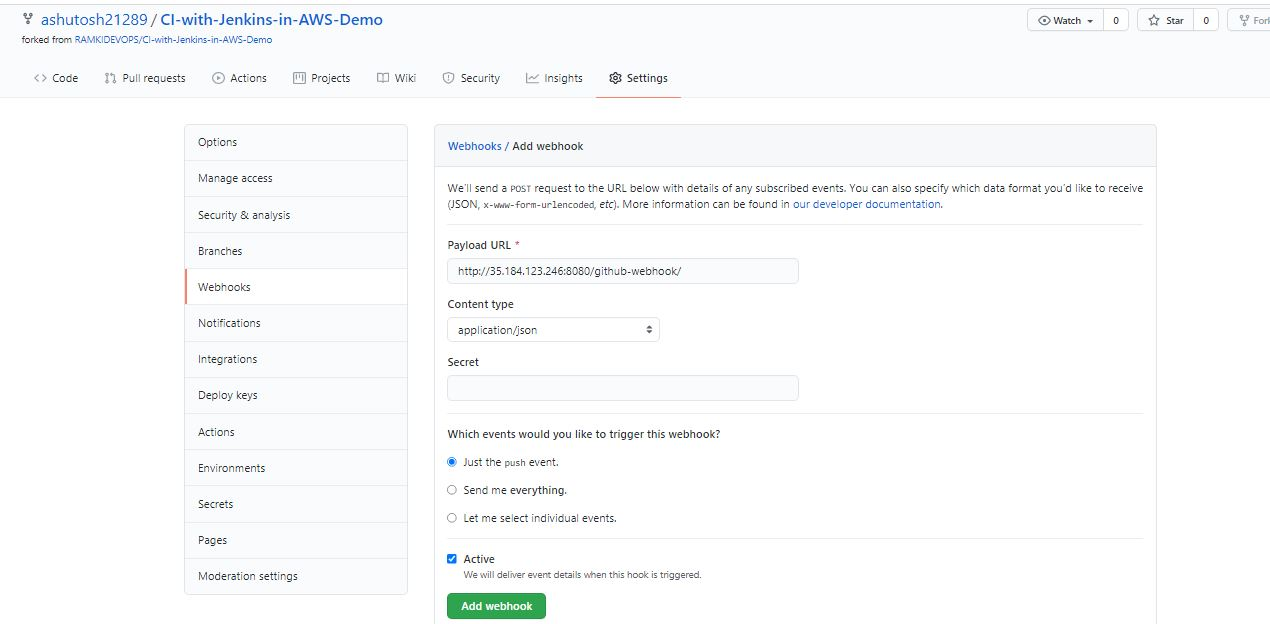 ashutosh21289 / CI-with-Jenkins-in-AWS-Demo
Watch 0
Star 0
forked from RAMKIDEVOPS/CI-with-Jenkins-in-AWS-Demo
Code Pull requests Actions Projects Wiki Security Insights Settings
Options
Manage access
Security & analysis
Branches
Webhooks
Notifications
Integrations
Deploy keys
Actions
Environments
Secrets
Pages
Moderation settings
Webhooks / Add webhook
We'll send a POST request to the URL below with details of any subscribed events. You can also specify which data format you'd like to receive
(JSON, x-www-form-urlencoded, etc). More information can be found in our developer documentation.
Payload URL *
http://35.184.123.246:8080/github-webhook/
Content type
application/json
Secret
Which events would you like to trigger this webhook?
Just the push event.
Send me everything.
Let me select individual events.
Active
We will deliver event details when this hook is triggered.
Add webhook